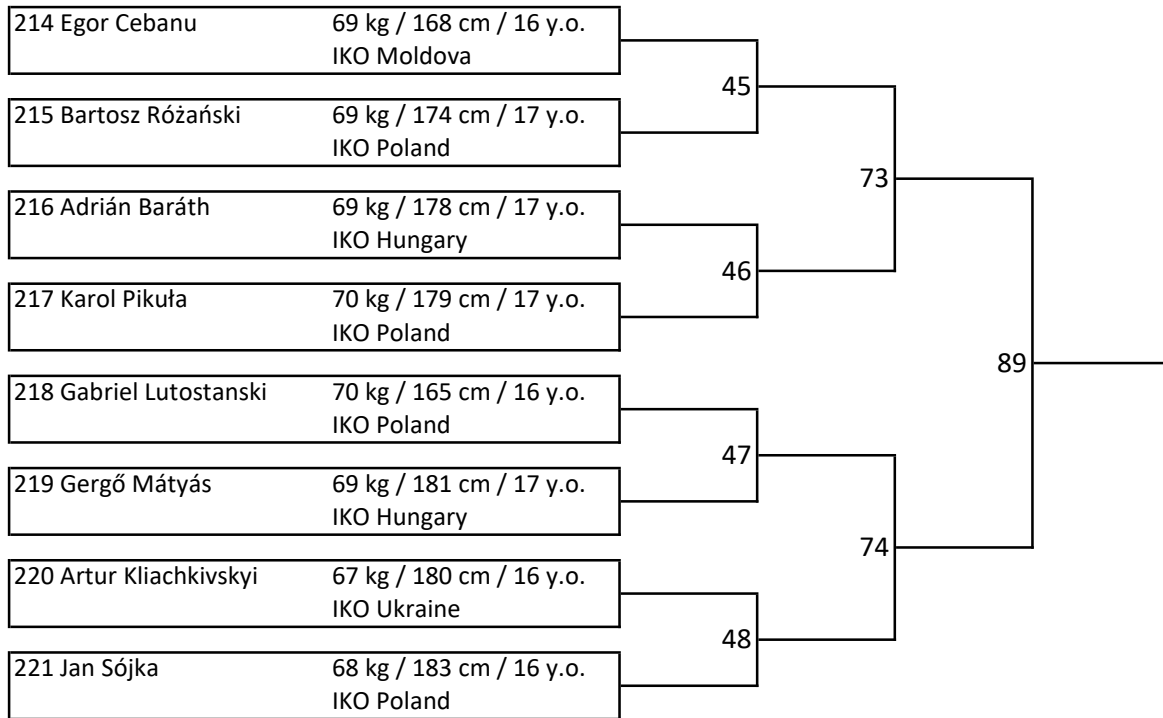 214 Egor Cebanu 69 kg / 168 cm / 16 y.o.
IKO Moldova
45
215 Bartosz Różański 69 kg / 174 cm / 17 y.o.
IKO Poland
73
216 Adrián Baráth 69 kg / 178 cm / 17 y.o.
IKO Hungary
46
217 Karol Pikuła 70 kg / 179 cm / 17 y.o.
IKO Poland
89
218 Gabriel Lutostanski 70 kg / 165 cm / 16 y.o.
IKO Poland
47
219 Gergő Mátyás 69 kg / 181 cm / 17 y.o.
IKO Hungary
74
220 Artur Kliachkivskyi 67 kg / 180 cm / 16 y.o.
IKO Ukraine
48
221 Jan Sójka 68 kg / 183 cm / 16 y.o.
IKO Poland